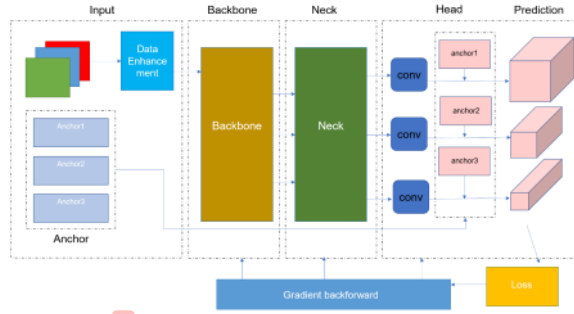 Input
Backbone
Neck
Head
Prediction
Data
Enhance
ment
Anchor1
Anchor2
Anchor3
Anchor
Backbone
Neck
conv
conv
conv
anchor1
anchor2
anchor3
Gradient backforward
Loss